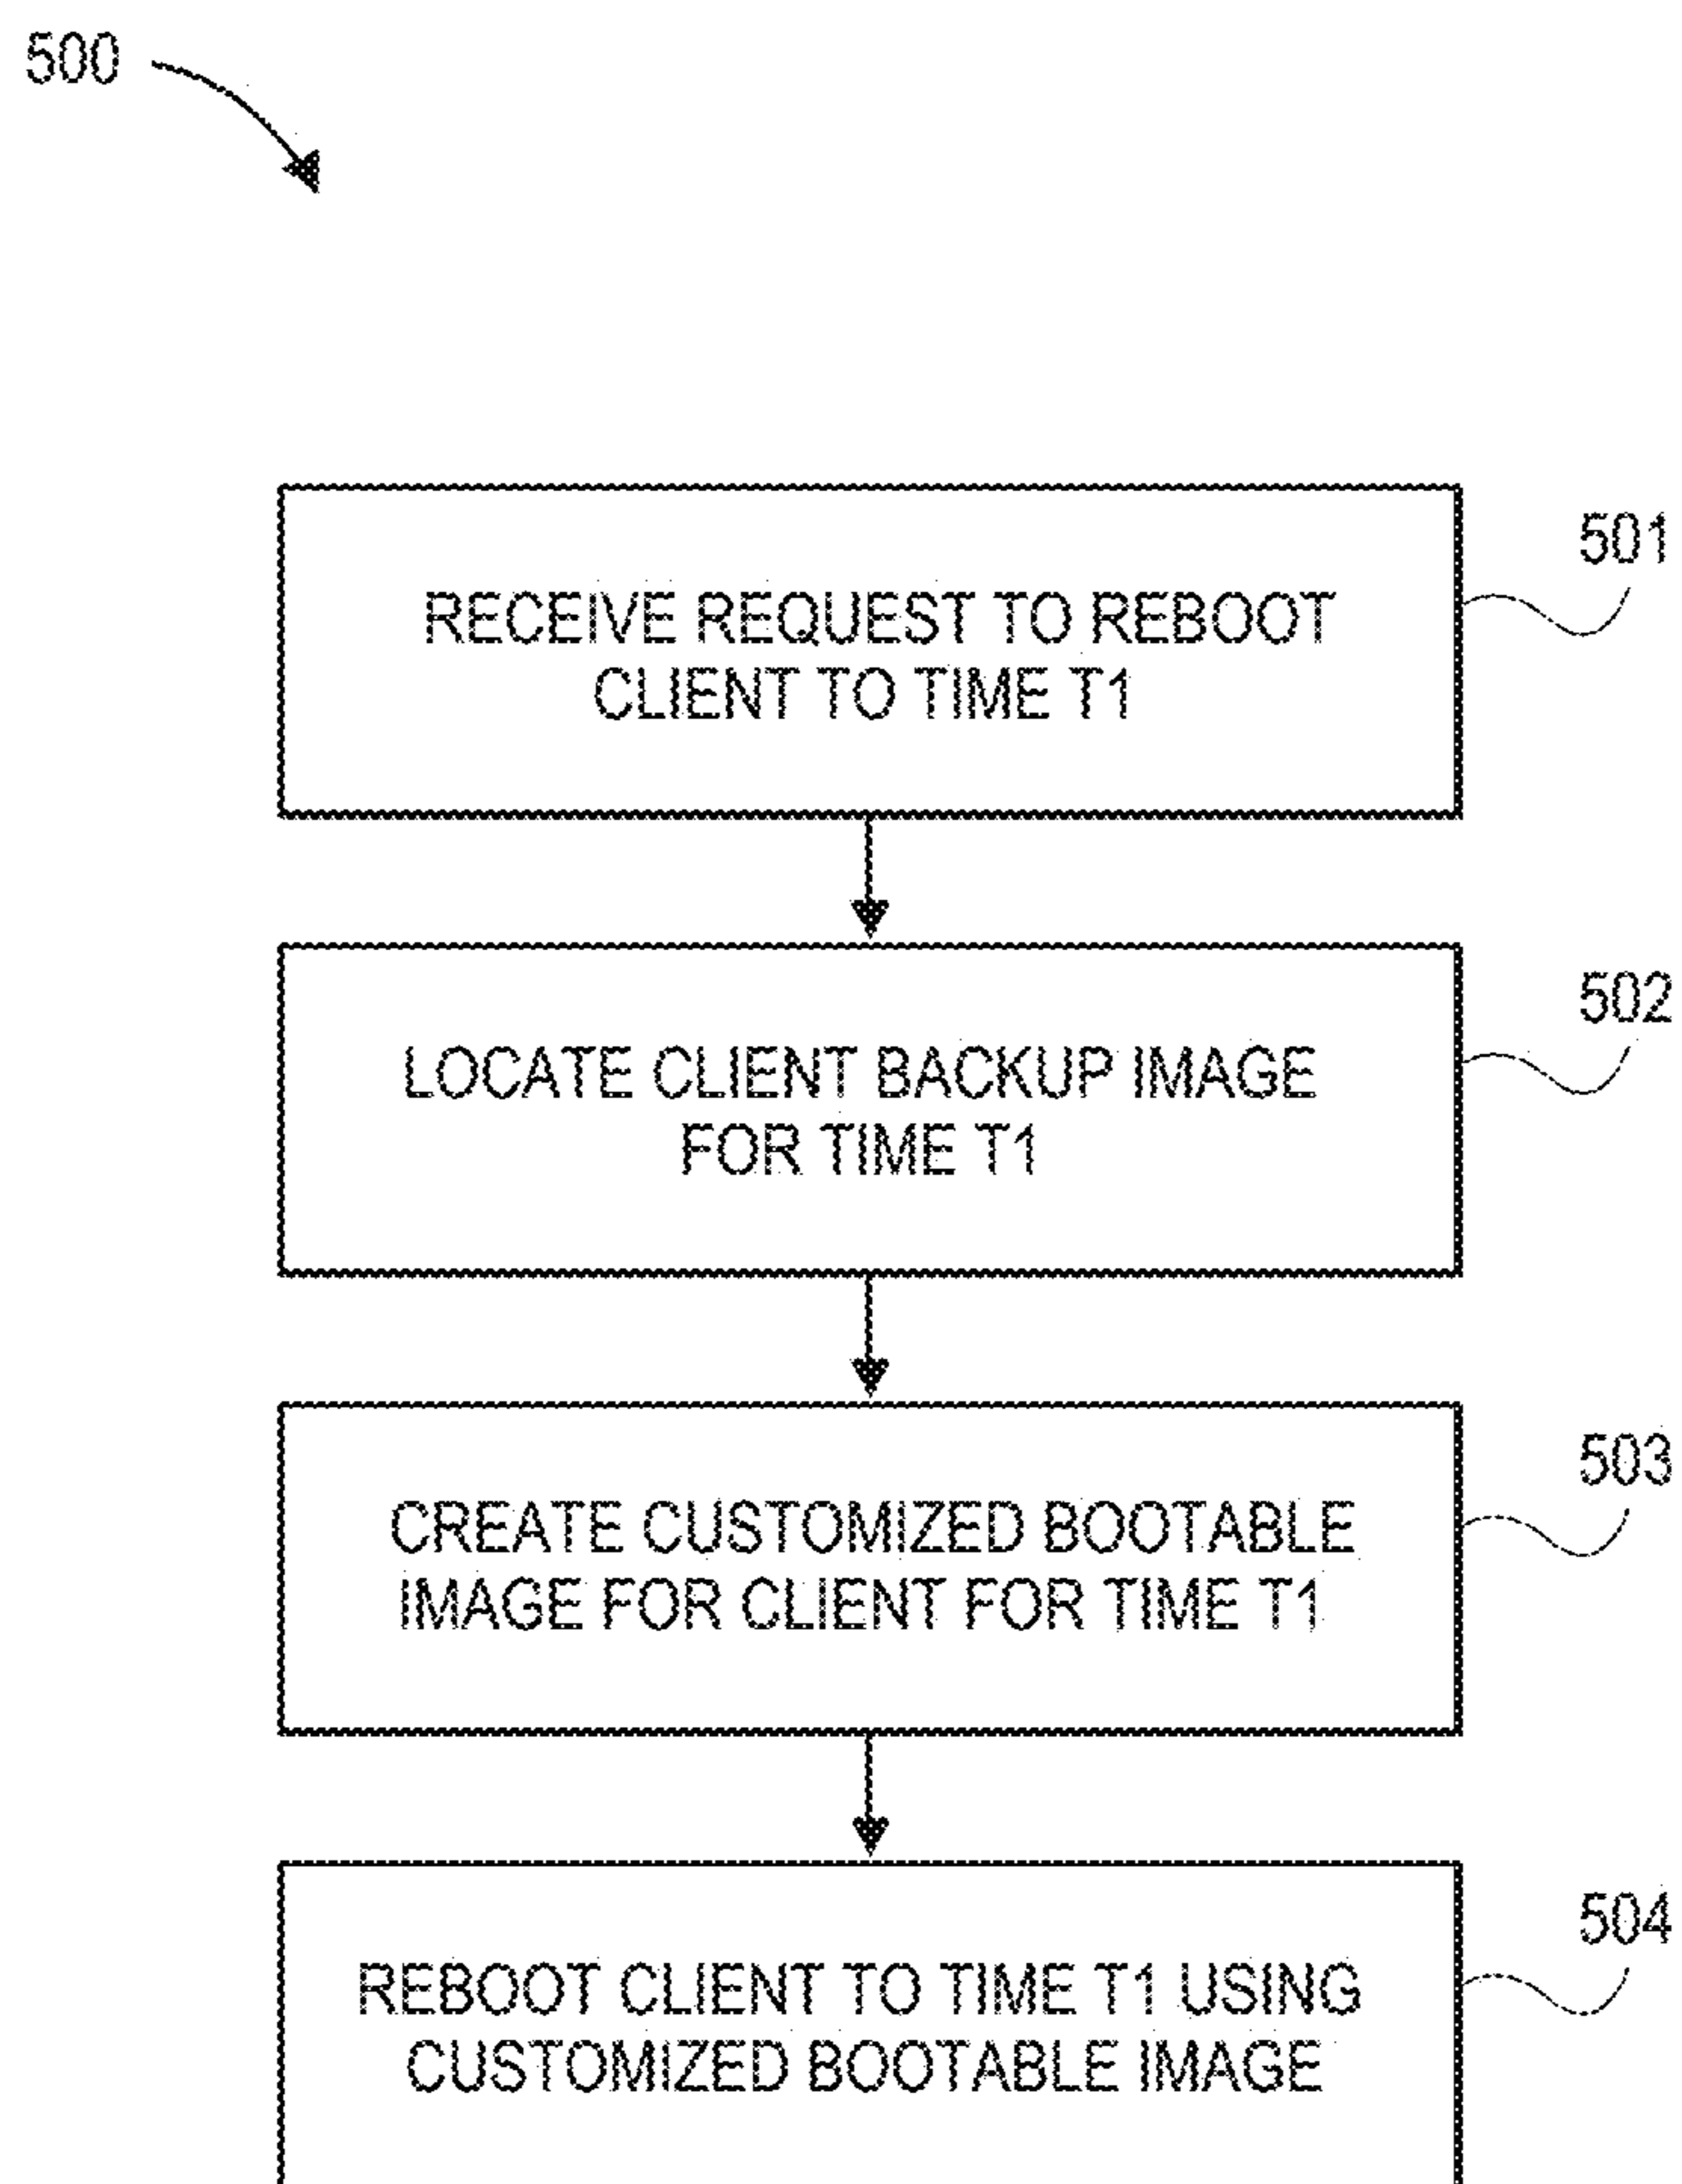 500
501
RECEIVE REQUEST TO REBOOT
CLIENT TO TIME T1
502
LOCATE CLIENT BACKUP IMAGE
FOR TIME T1
503
CREATE CUSTOMIZED BOOTABLE
IMAGE FOR CLIENT FOR TIME T1
504
REBOOT CLIENT TO TIME T1 USING
CUSTOMIZED BOOTABLE IMAGE